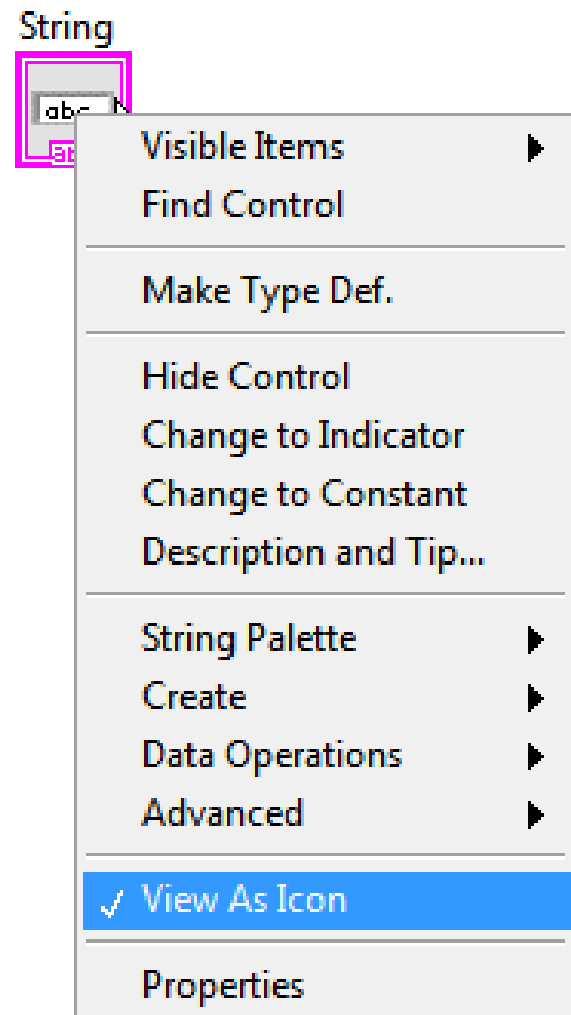 String
abc
Visible Items
Find Control
Make Type Def.
Hide Control
Change to Indicator
Change to Constant
Description and Tip...
String Palette
Create
Data Operations
Advanced
View As Icon
Properties